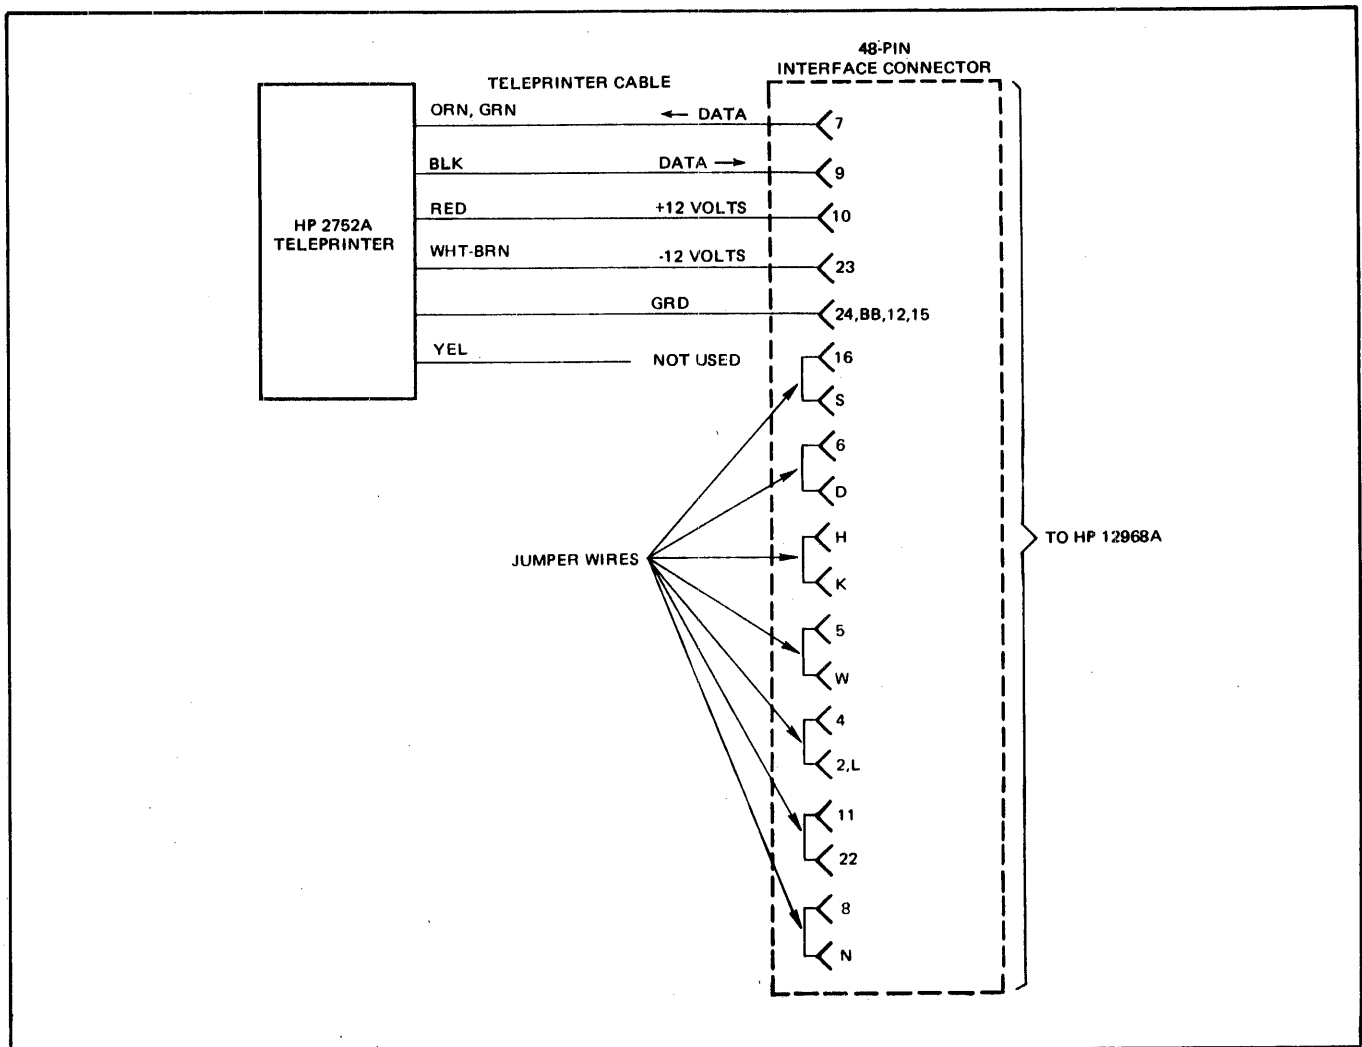 48-PIN
INTERFACE CONNECTOR
TELEPRINTER CABLE
ORN, GRN
← DATA
7
BLK
DATA →
9
RED
+12 VOLTS
10
HP 2752A
TELEPRINTER
WHT-BRN
-12 VOLTS
23
GRD
24,BB,12,15
YEL
NOT USED
16
S
6
D
H
TO HP 12968A
JUMPER WIRES
K
5
W
4
2,L
11
22
8
N